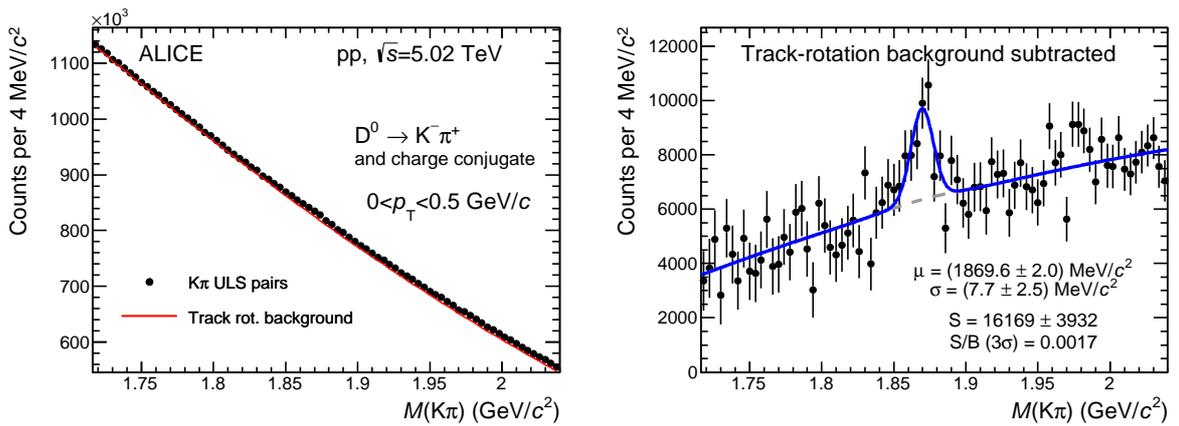 ×10³
Counts per 4 MeV/c²
ALICE
pp, √s=5.02 TeV
D⁰ → K⁻π⁺
and charge conjugate
0<p_T<0.5 GeV/c
Kπ ULS pairs
Track rot. background
1100
1000
900
800
700
600
1.75 1.8 1.85 1.9 1.95 2
M(Kπ) (GeV/c²)
Counts per 4 MeV/c²
Track-rotation background subtracted
12000
10000
8000
6000
4000
2000
0
μ = (1869.6 ± 2.0) MeV/c²
σ = (7.7 ± 2.5) MeV/c²
S = 16169 ± 3932
S/B (3σ) = 0.0017
1.75 1.8 1.85 1.9 1.95 2
M(Kπ) (GeV/c²)